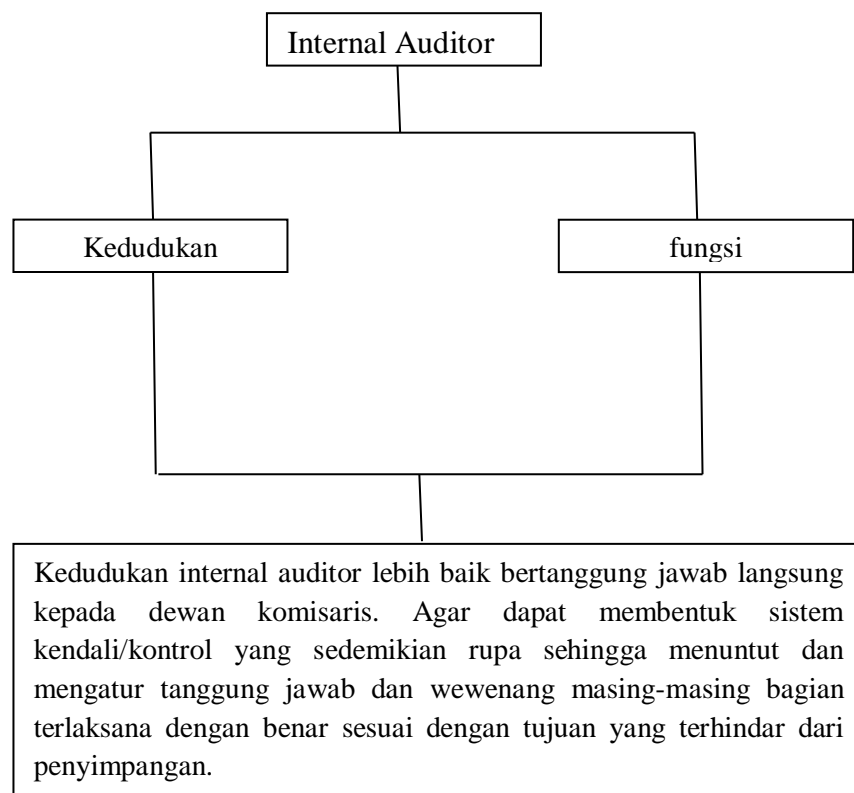 Internal Auditor
Kedudukan
fungsi
Kedudukan internal auditor lebih baik bertanggung jawab langsung
kepada dewan komisaris. Agar dapat membentuk sistem
kendali/kontrol yang sedemikian rupa sehingga menuntut dan
mengatur tanggung jawab dan wewenang masing-masing bagian
terlaksana dengan benar sesuai dengan tujuan yang terhindar dari
penyimpangan.